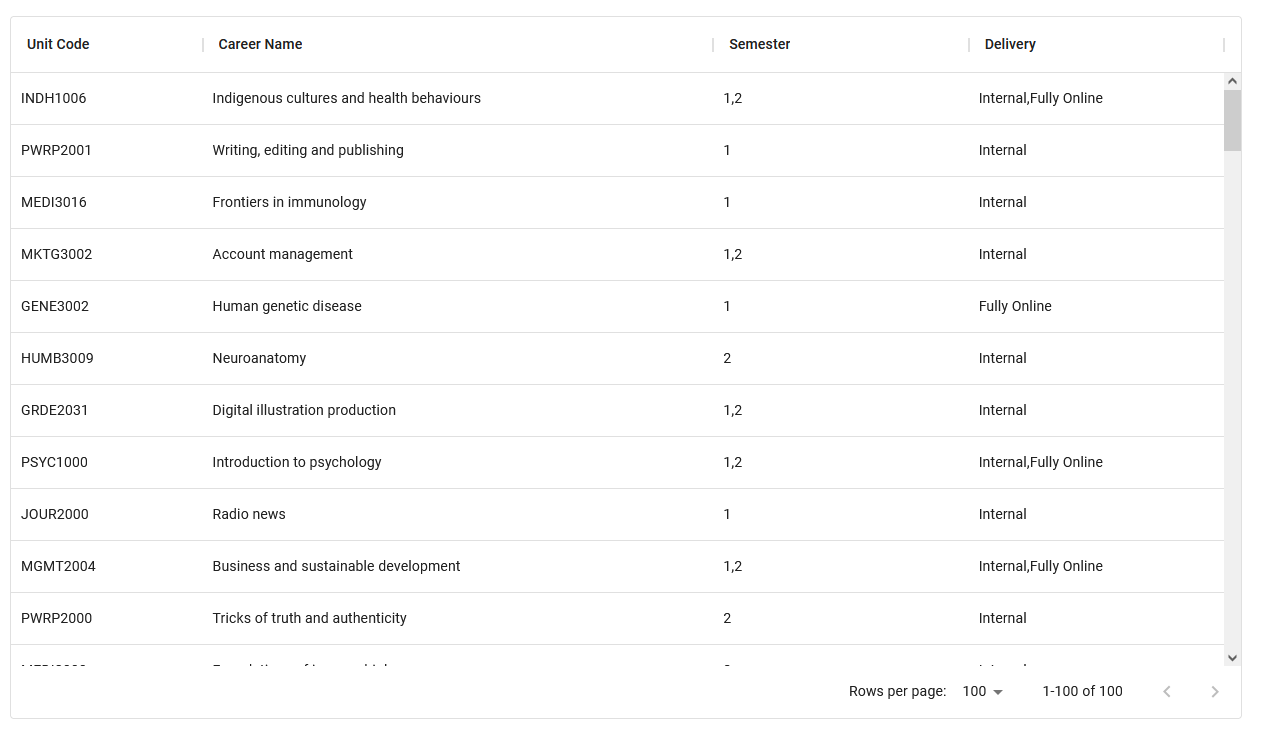 Unit Code Career Name Semester Delivery
INDH1006 Indigenous cultures and health behaviours 1,2 Internal,Fully Online
PWRP2001 Writing, editing and publishing 1 Internal
MEDI3016 Frontiers in immunology 1 Internal
MKTG3002 Account management 1,2 Internal
GENE3002 Human genetic disease 1 Fully Online
HUMB3009 Neuroanatomy 2 Internal
GRDE2031 Digital illustration production 1,2 Internal
PSYC1000 Introduction to psychology 1,2 Internal,Fully Online
JOUR2000 Radio news 1 Internal
MGMT2004 Business and sustainable development 1,2 Internal,Fully Online
PWRP2000 Tricks of truth and authenticity 2 Internal
Rows per page: 100 1-100 of 100